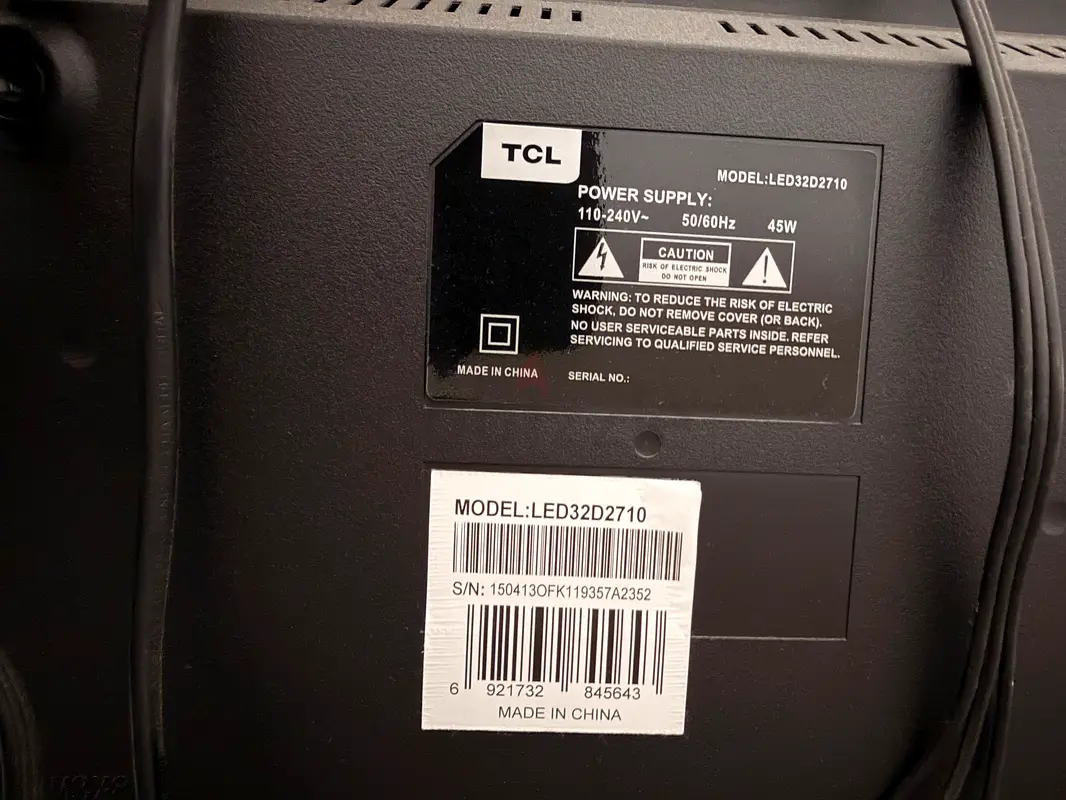 TCL
MODEL:LED32D2710
POWER SUPPLY:
110-240V~ 50/60Hz 45W
CAUTION
RISK OF ELECTRIC SHOCK
DO NOT OPEN
WARNING: TO REDUCE THE RISK OF ELECTRIC
SHOCK, DO NOT REMOVE COVER (OR BACK).
NO USER SERVICEABLE PARTS INSIDE. REFER
SERVICING TO QUALIFIED SERVICE PERSONNEL.
MADE IN CHINA SERIAL NO.:
MODEL:LED32D2710
S/N: 150413OFK119357A2352
6 921732 845643
MADE IN CHINA